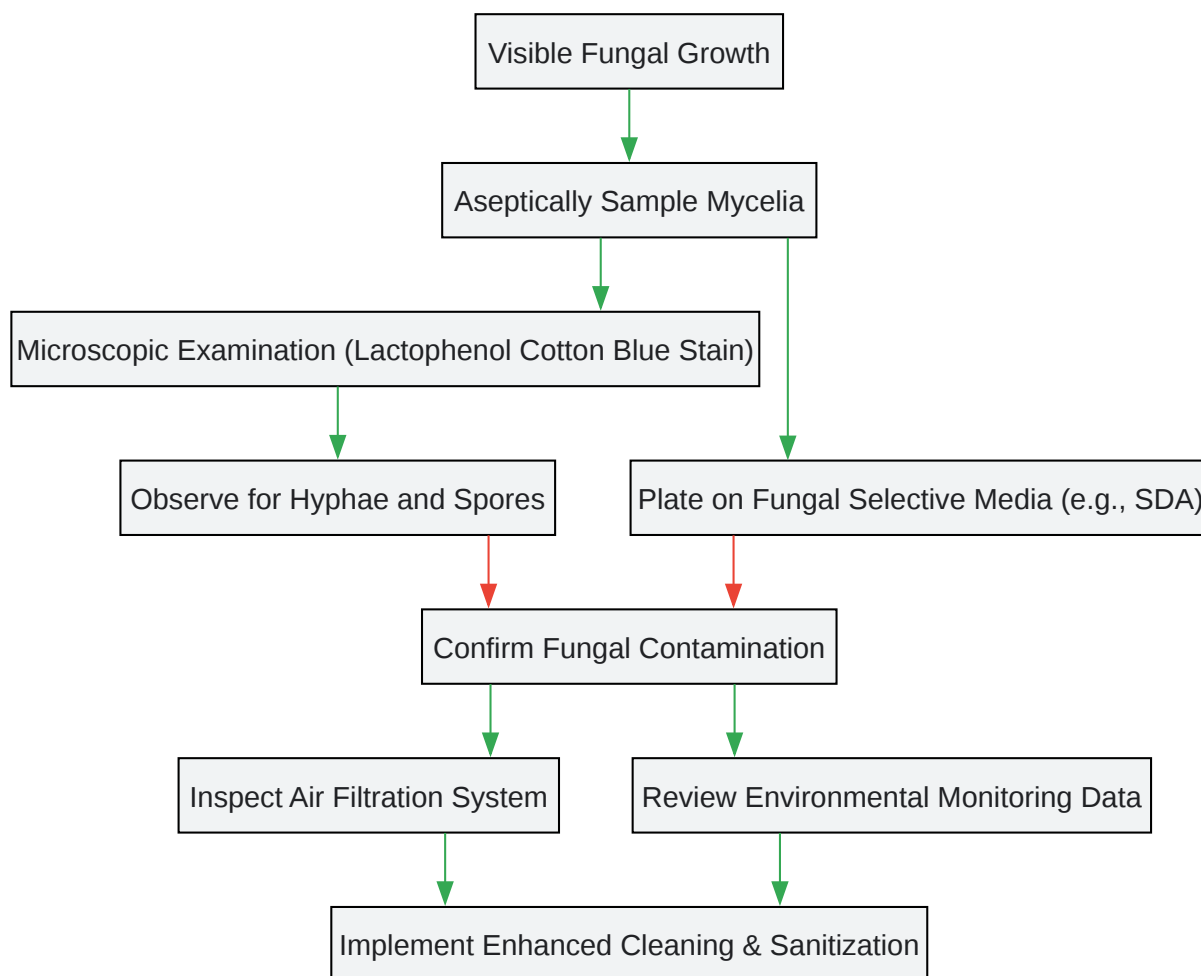 Visible Fungal Growth
Aseptically Sample Mycelia
Microscopic Examination (Lactophenol Cotton Blue Stain)
Observe for Hyphae and Spores
Plate on Fungal Selective Media (e.g., SDA)
Confirm Fungal Contamination
Inspect Air Filtration System
Review Environmental Monitoring Data
Implement Enhanced Cleaning & Sanitization